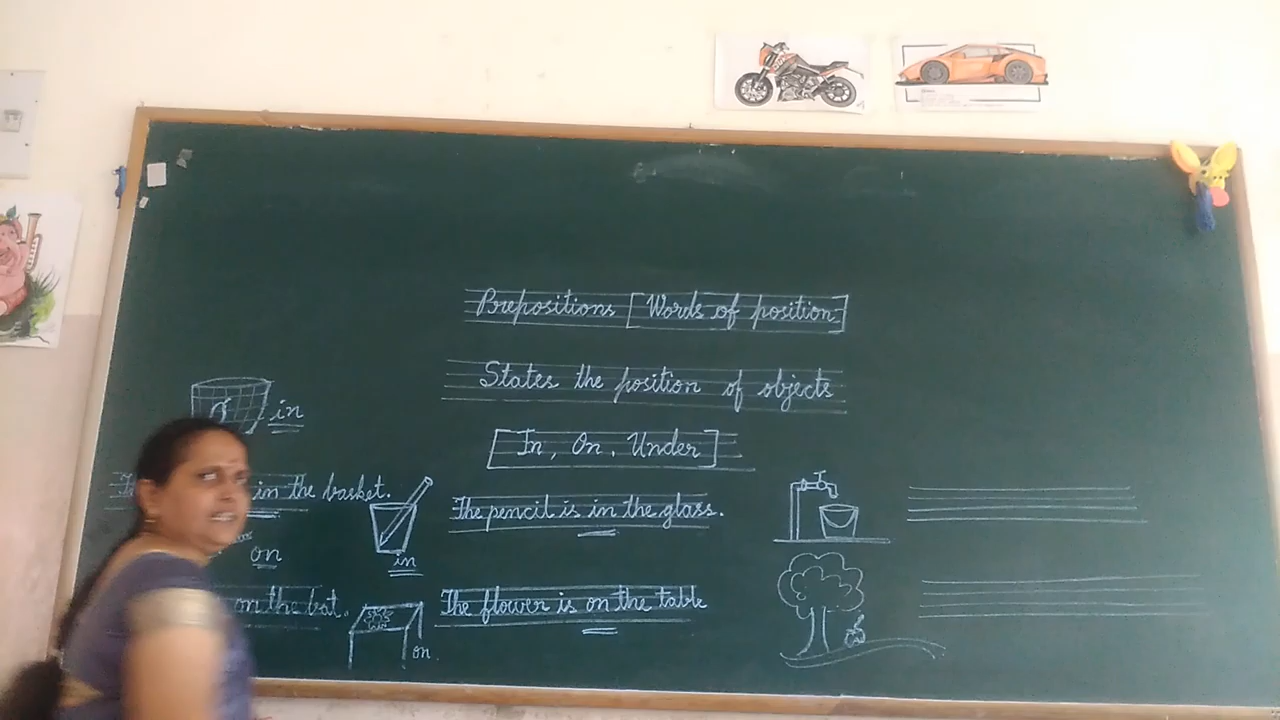 Prepositions [Words of position]
States the position of objects
[In, On, Under]
in
in the basket.
The pencil is in the glass.
in
on
on the bat.
The flower is on the table
on